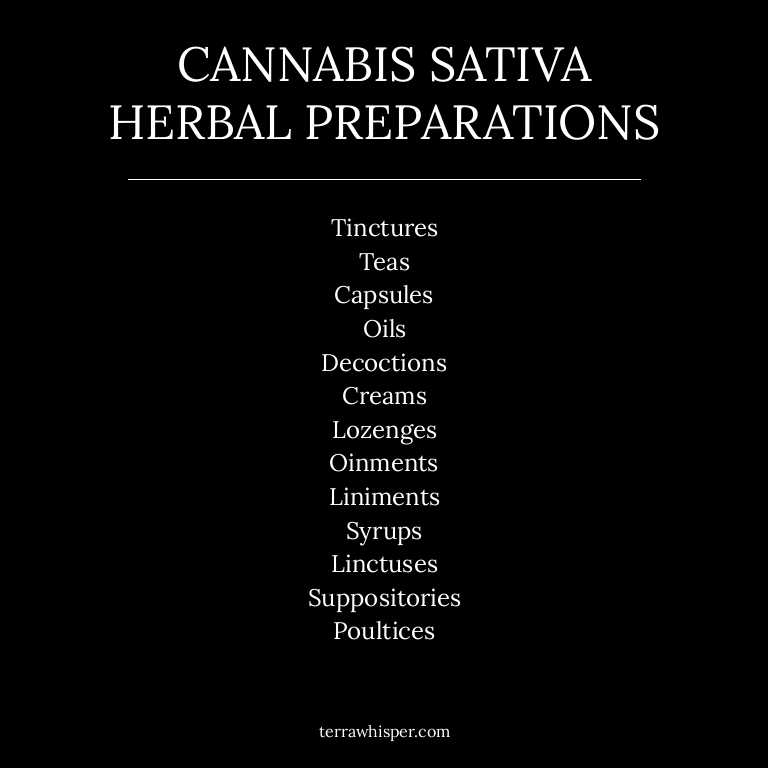 CANNABIS SATIVA
HERBAL PREPARATIONS
Tinctures
Teas
Capsules
Oils
Decoctions
Creams
Lozenges
Oinments
Liniments
Syrups
Linctuses
Suppositories
Poultices
terrawhisper.com